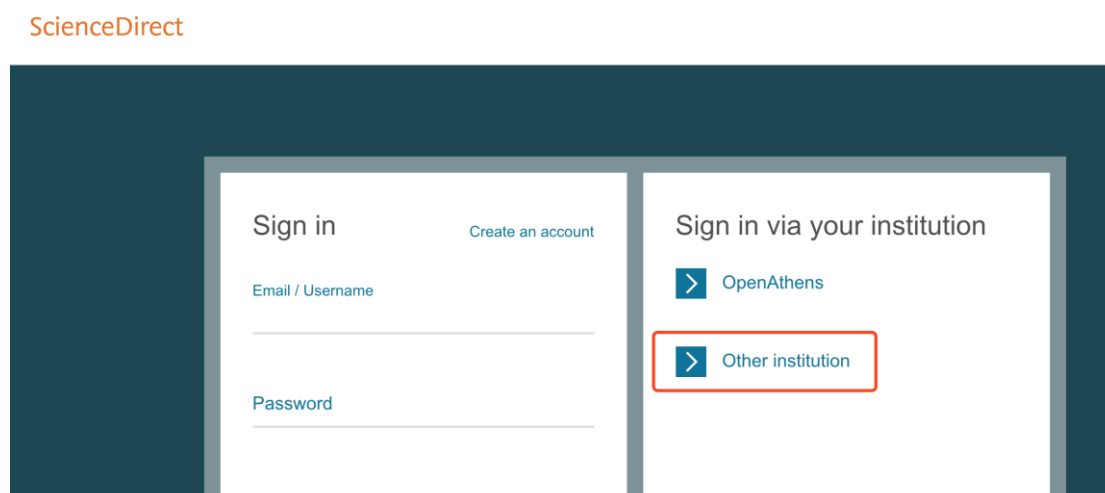 ScienceDirect
Sign in
Create an account
Email / Username
Password
Sign in via your institution
OpenAthens
Other institution